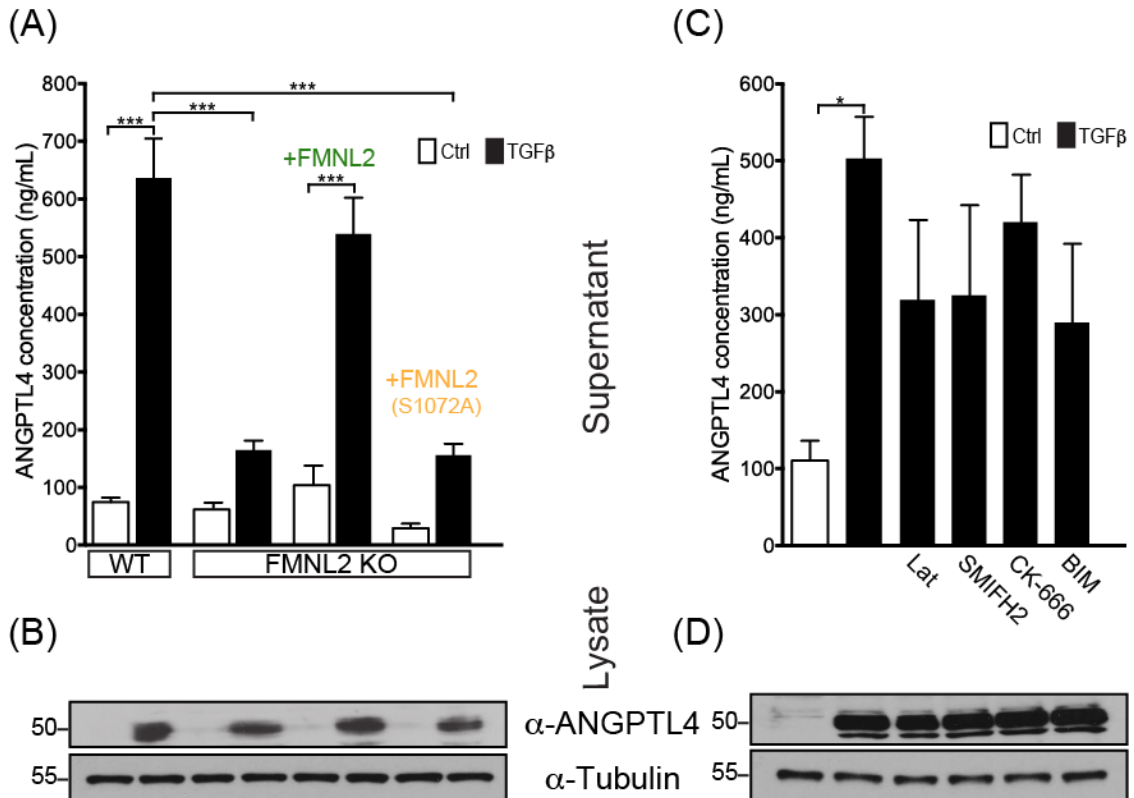 (A)
800
700
600
500
400
300
200
100
0
ANGPTL4 concentration (ng/mL)
***
***
***
***
+FMNL2
+FMNL2
(S1072A)
Ctrl
TGFβ
WT
FMNL2 KO
Supernatant
(C)
600
500
400
300
200
100
0
ANGPTL4 concentration (ng/mL)
*
Ctrl
TGFβ
Lat
SMIFH2
CK-666
BIM
(B)
Lysate
(D)
50
α-ANGPTL4
50
55
α-Tubulin
55